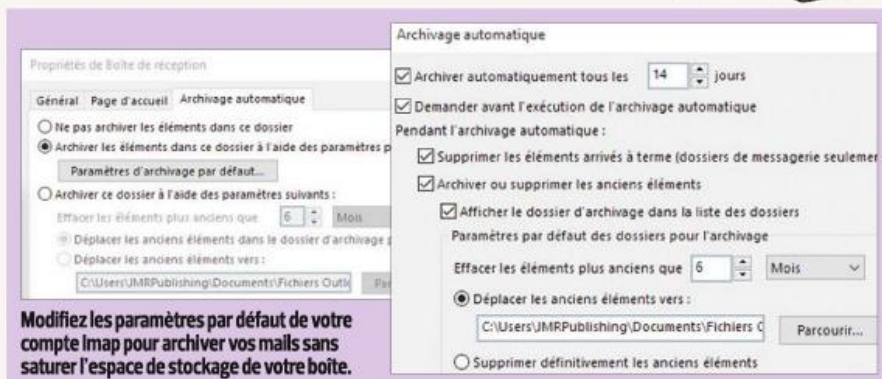 Propriétés de Boîte de réception
Général Page d'accueil Archivage automatique
Ne pas archiver les éléments dans ce dossier
Archiver les éléments dans ce dossier à l'aide des paramètres p
Paramètres d'archivage par défaut...
Archiver ce dossier à l'aide des paramètres suivants :
Effacer les éléments plus anciens que 6 Mois
Déplacer les anciens éléments dans le dossier d'archivage p
Déplacer les anciens éléments vers :
C:\Users\JMRPublishing\Documents\Fichiers Outl
Modifiez les paramètres par défaut de votre
compte Imap pour archiver vos mails sans
saturer l'espace de stockage de votre boîte.
Archivage automatique
Archiver automatiquement tous les 14 jours
Demander avant l'exécution de l'archivage automatique
Pendant l'archivage automatique :
Supprimer les éléments arrivés à terme (dossiers de messagerie seulemer
Archiver ou supprimer les anciens éléments
Afficher le dossier d'archivage dans la liste des dossiers
Paramètres par défaut des dossiers pour l'archivage
Effacer les éléments plus anciens que 6 Mois
Déplacer les anciens éléments vers :
C:\Users\JMRPublishing\Documents\Fichiers C
Parcourir...
Supprimer définitivement les anciens éléments